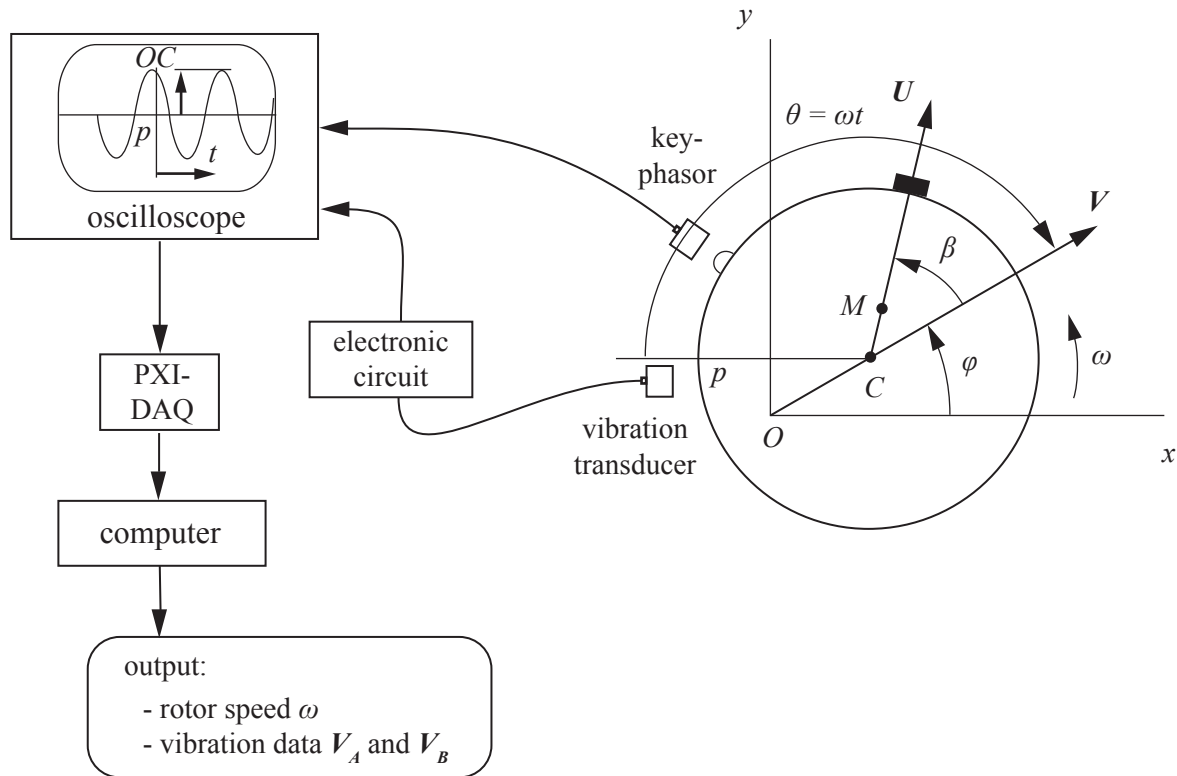 OC
p
t
oscilloscope
PXI-
DAQ
computer
output:
- rotor speed ω
- vibration data V_A and V_B
electronic
circuit
key-
phasor
vibration
transducer
y
U
θ = ωt
V
β
M
C
φ
ω
p
O
x